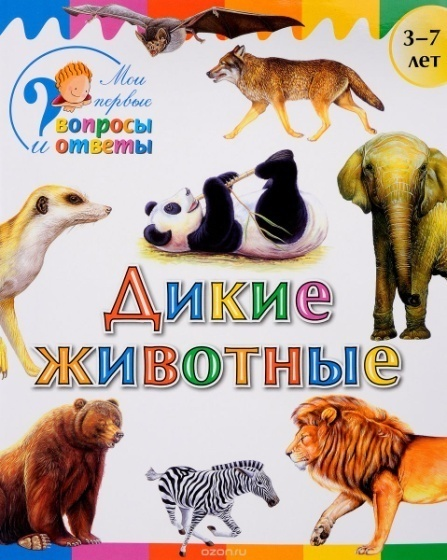 Мои
первые
вопросы
и ответы
3–7
лет
Дикие
животные
ozon.ru